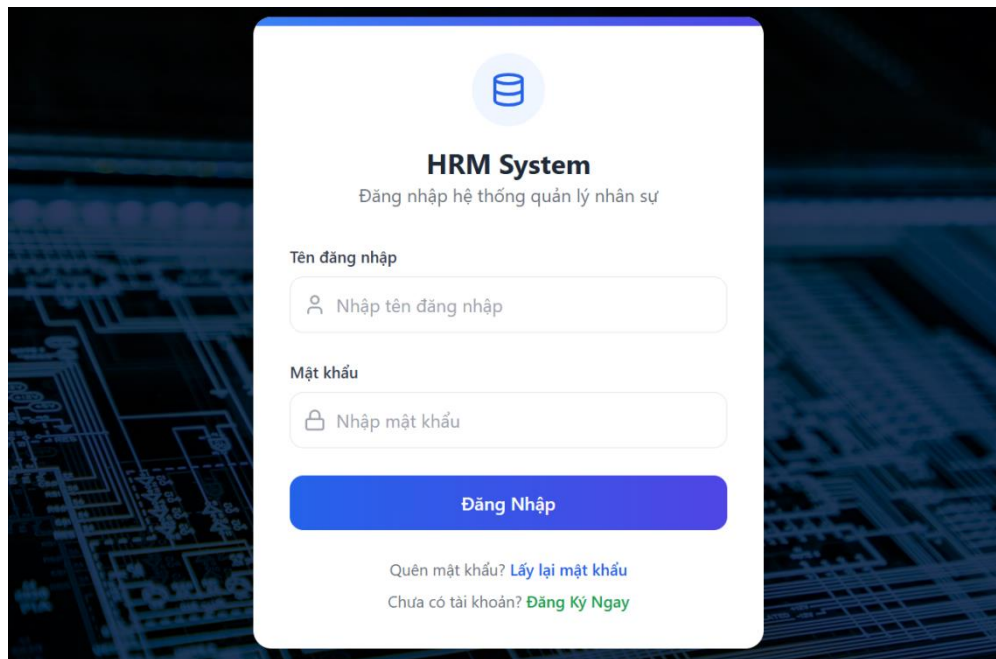 HRM System
Đăng nhập hệ thống quản lý nhân sự
Tên đăng nhập
Nhập tên đăng nhập
Mật khẩu
Nhập mật khẩu
Đăng Nhập
Quên mật khẩu? Lấy lại mật khẩu
Chưa có tài khoản? Đăng Ký Ngay